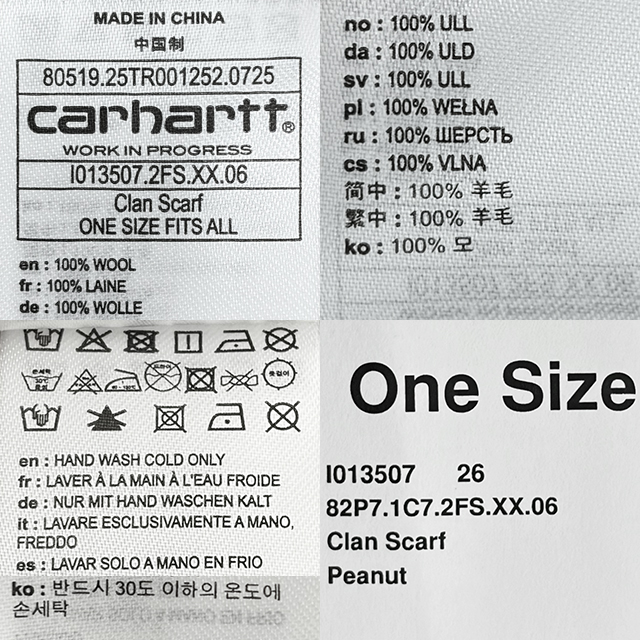 MADE IN CHINA
中国制
80519.25TR001252.0725
carhartt®
WORK IN PROGRESS
I013507.2FS.XX.06
Clan Scarf
ONE SIZE FITS ALL
en : 100% WOOL
fr : 100% LAINE
de : 100% WOLLE
no : 100% ULL
da : 100% ULD
sv : 100% ULL
pl : 100% WEŁNA
ru : 100% ШЕРСТЬ
cs : 100% VLNA
简中 : 100% 羊毛
繁中 : 100% 羊毛
ko : 100% 모
en : HAND WASH COLD ONLY
fr : LAVER À LA MAIN À L'EAU FROIDE
de : NUR MIT HAND WASCHEN KALT
it : LAVARE ESCLUSIVAMENTE A MANO,
FREDDO
es : LAVAR SOLO A MANO EN FRIO
ko : 반드시 30도 이하의 온도에
손세탁
One Size
I013507 26
82P7.1C7.2FS.XX.06
Clan Scarf
Peanut